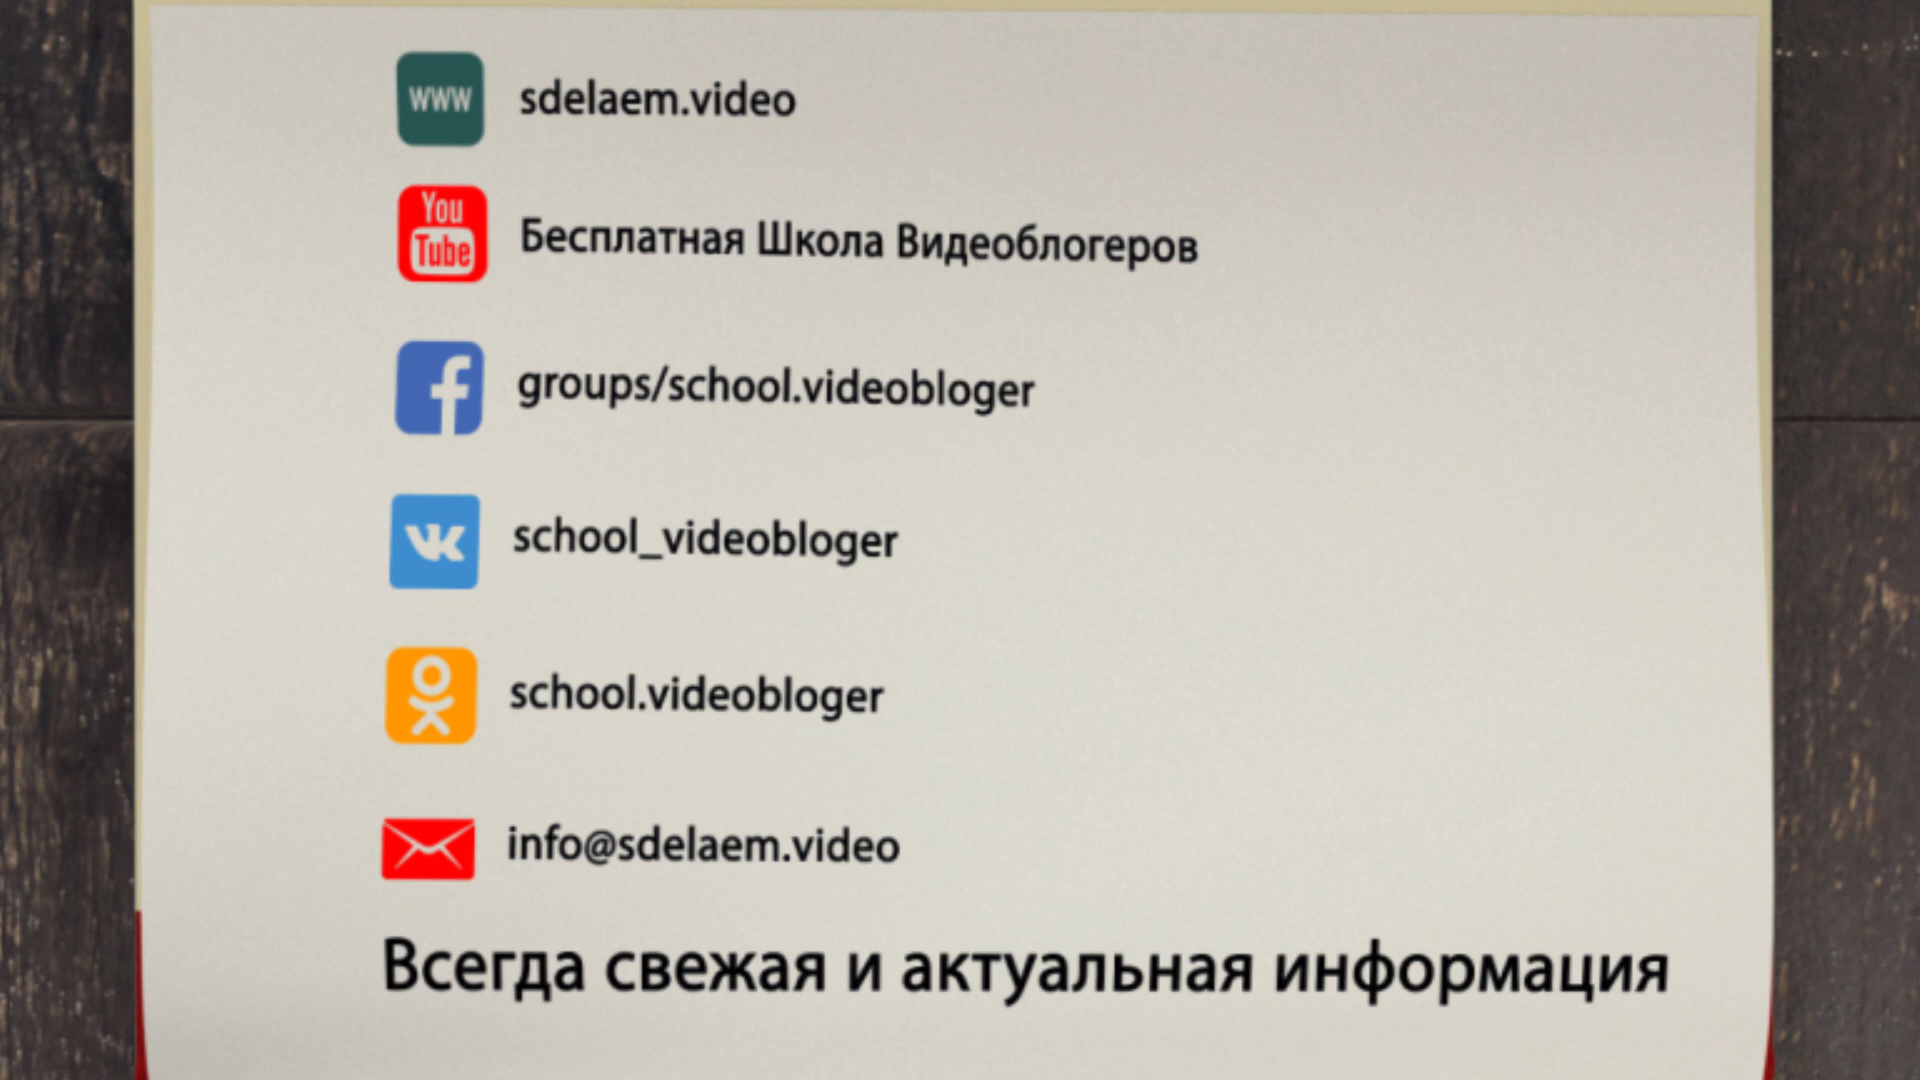 www sdelaem.video
You Tube Бесплатная Школа Видеоблогеров
f groups/school.videobloger
vk school_videobloger
school.videobloger
info@sdelaem.video
Всегда свежая и актуальная информация